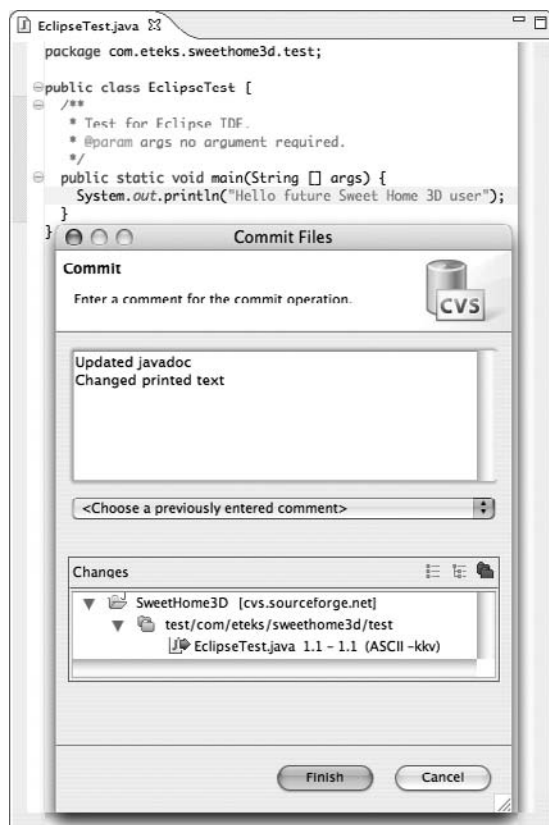 EclipseTest.java
package com.eteks.sweethome3d.test;
public class EclipseTest {
/**
* Test for Eclipse IDE.
* @param args no argument required.
*/
public static void main(String [] args) {
System.out.println("Hello future Sweet Home 3D user");
}
}
Commit Files
Commit
Enter a comment for the commit operation.
CVS
Updated javadoc
Changed printed text
<Choose a previously entered comment>
Changes
SweetHome3D [cvs.sourceforge.net]
test/com/eteks/sweethome3d/test
EclipseTest.java 1.1 - 1.1 (ASCII -kkv)
Finish
Cancel